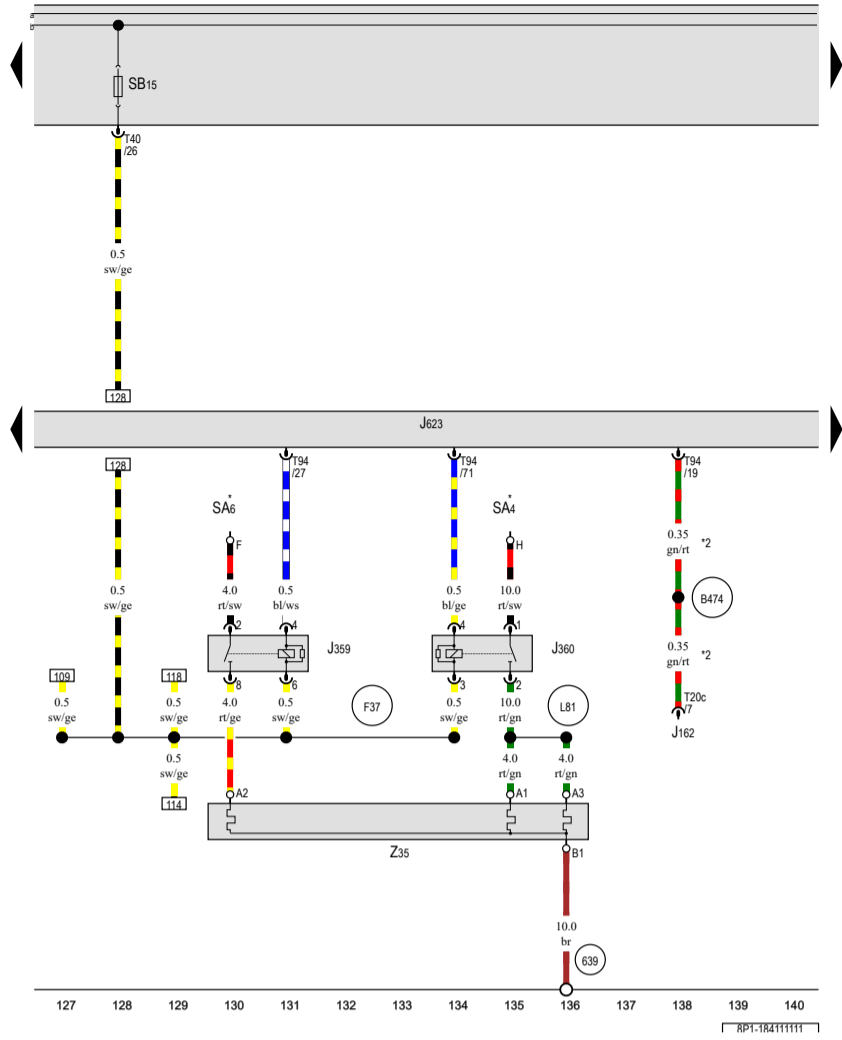 a
b
SB15
T40
/26
0.5
sw/ge
128
J623
128
T94
/27
T94
/71
T94
/19
SA6*
SA4*
F
H
0.35
gn/rt
*2
B474
0.5
sw/ge
4.0
rt/sw
0.5
bl/ws
0.5
bl/ge
10.0
rt/sw
2
4
4
1
J359
J360
0.35
gn/rt
*2
109
118
8
6
3
2
0.5
sw/ge
0.5
sw/ge
4.0
rt/ge
0.5
sw/ge
F37
0.5
sw/ge
10.0
rt/gn
L81
T20c
/7
J162
0.5
sw/ge
4.0
rt/gn
4.0
rt/gn
114
A2
A1
A3
Z35
B1
10.0
br
639
127 128 129 130 131 132 133 134 135 136 137 138 139 140
8P1-184111111